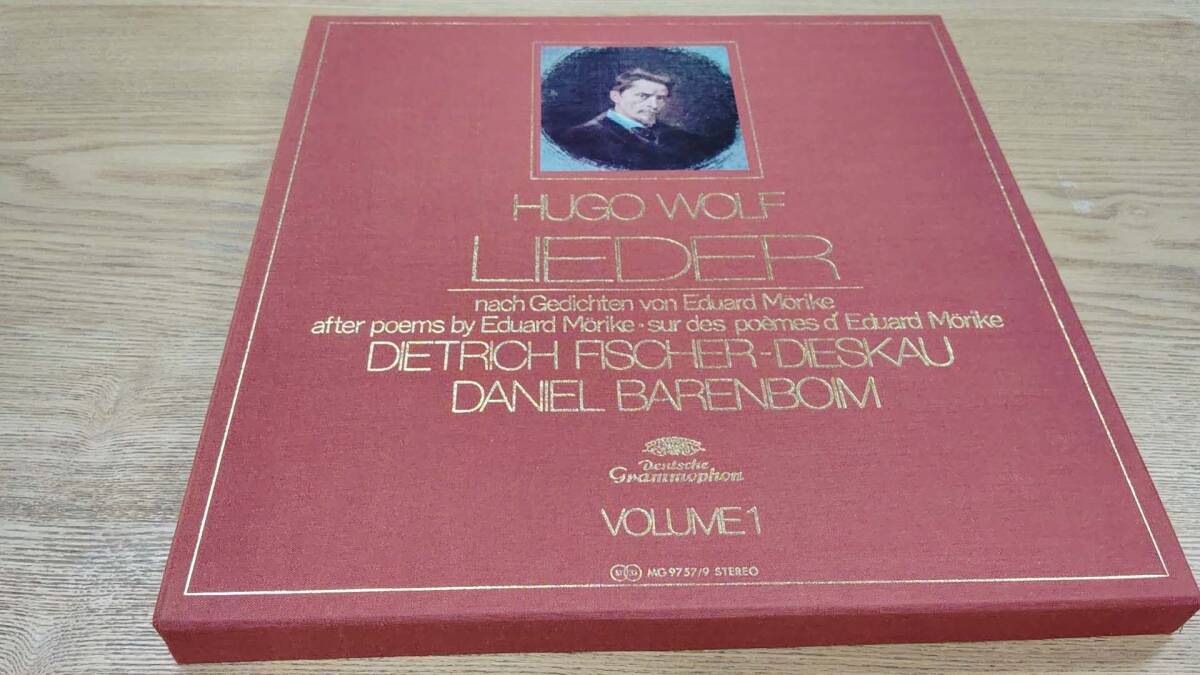 HUGO WOLF
LIEDER
nach Gedichten von Eduard Mörike
after poems by Eduard Mörike · sur des poèmes d'Eduard Mörike
DIETRICH FISCHER-DIESKAU
DANIEL BARENBOIM
Deutsche
Grammophon
VOLUME 1
MG 9757/9 STEREO